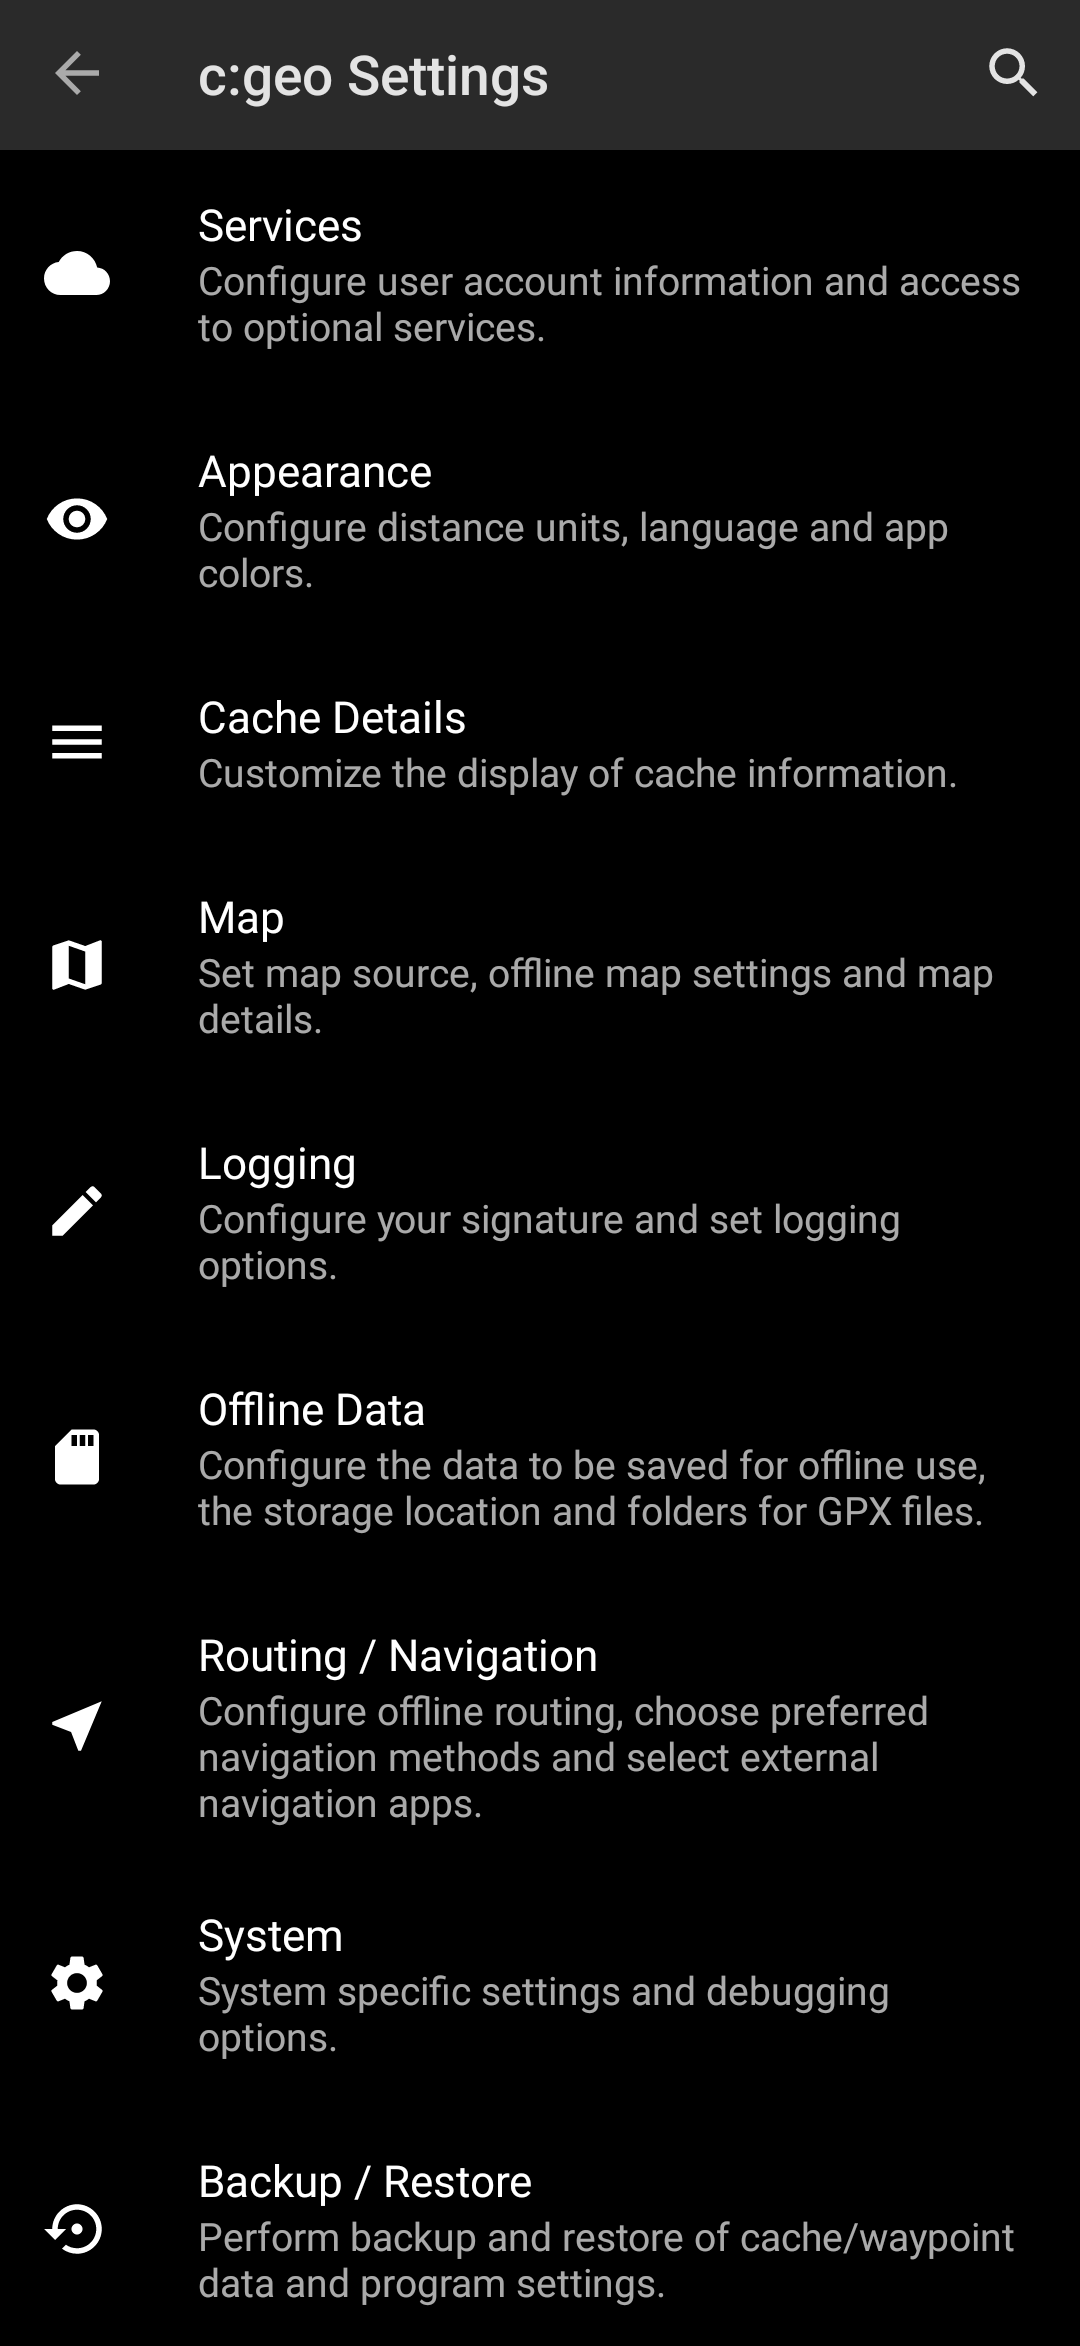 c:geo Settings
Services
Configure user account information and access
to optional services.
Appearance
Configure distance units, language and app
colors.
Cache Details
Customize the display of cache information.
Map
Set map source, offline map settings and map
details.
Logging
Configure your signature and set logging
options.
Offline Data
Configure the data to be saved for offline use,
the storage location and folders for GPX files.
Routing / Navigation
Configure offline routing, choose preferred
navigation methods and select external
navigation apps.
System
System specific settings and debugging
options.
Backup / Restore
Perform backup and restore of cache/waypoint
data and program settings.